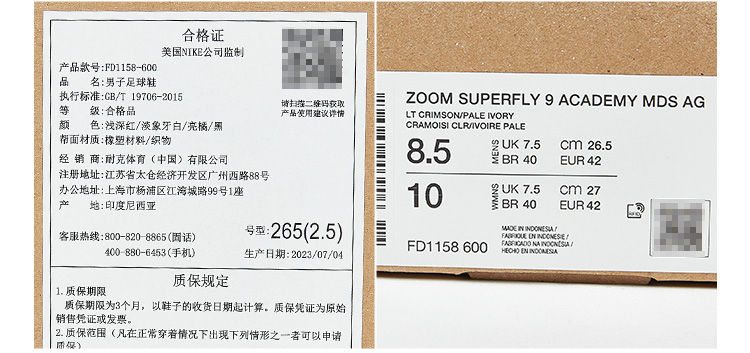 合格证
美国NIKE公司监制
产品款号:FD1158-600
品 名:男子足球鞋
执行标准:GB/T 19706-2015
等 级:合格品
颜 色:浅深红/淡象牙白/亮橘/黑
帮面材质:橡塑材料/织物
请扫描二维码获取
产品使用建议详情
经 销 商:耐克体育（中国）有限公司
注册地址:江苏省太仓经济开发区广州西路88号
办公地址:上海市杨浦区江湾城路99号1座
产 地:印度尼西亚
号型:265(2.5)
客服热线:800-820-8865(固话)
400-880-6453(手机)
生产日期:2023/07/04
质保规定
1.质保期限
质保期限为3个月，以鞋子的收货日期起计算。质保凭证为原始
销售凭证或发票。
2.质保范围（凡在正常穿着情况下出现下列情形之一者可以申请
质保）
ZOOM SUPERFLY 9 ACADEMY MDS AG
LT CRIMSON/PALE IVORY
CRAMOISI CLR/IVOIRE PALE
8.5 MENS UK 7.5 CM 26.5
BR 40 EUR 42
10 WMNS UK 7.5 CM 27
BR 40 EUR 42
FD1158 600
MADE IN INDONESIA /
FABRIQUE EN INDONESIE /
FABRICADO NA INDONÉSIA /
HECHO EN INDONESIA